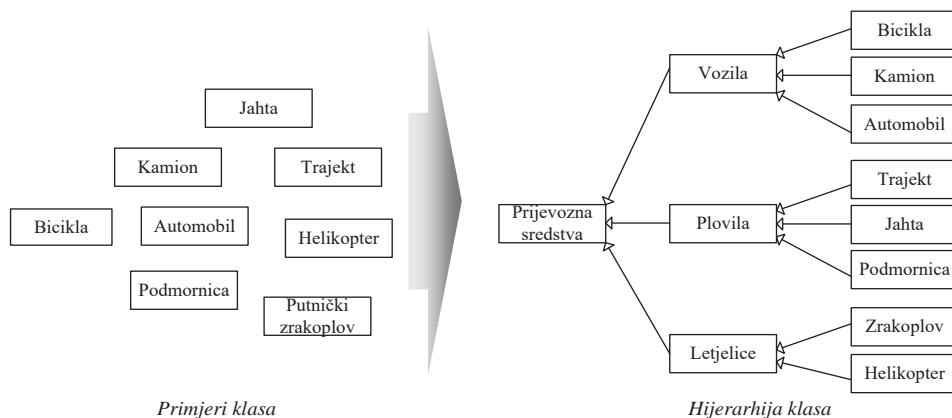 Jahta
Kamion
Trajekt
Bicikla
Automobil
Helikopter
Podmornica
Putnički
zrakoplov
Primjeri klasa
Prijevozna
sredstva
Vozila
Plovila
Letjelice
Bicikla
Kamion
Automobil
Trajekt
Jahta
Podmornica
Zrakoplov
Helikopter
Hijerarhija klasa